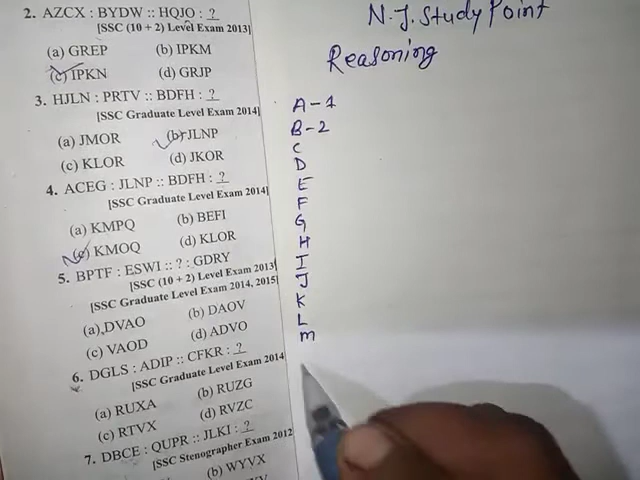 2. AZCX : BYDW :: HQJO : ?
[SSC (10 + 2) Level Exam 2013]
(a) GREP (b) IPKM
(c) IPKN (d) GRJP
3. HJLN : PRTV :: BDFH : ?
[SSC Graduate Level Exam 2014]
(a) JMOR (b) JLNP
(c) KLOR (d) JKOR
4. ACEG : JLNP :: BDFH : ?
[SSC Graduate Level Exam 2014]
(a) KMPQ (b) BEFI
(c) KMOQ (d) KLOR
5. BPTF : ESWI :: ? : GDRY
[SSC (10 + 2) Level Exam 2013
[SSC Graduate Level Exam 2014, 2015]
(a) DVAO (b) DAOV
(c) VAOD (d) ADVO
6. DGLS : ADIP :: CFKR : ?
[SSC Graduate Level Exam 2014
(a) RUXA (b) RUZG
(c) RTVX (d) RVZC
7. DBCE : QUPR :: JLKI : ?
[SSC Stenographer Exam 2012
(b) WYVX
N.J. Study Point
Reasoning
A - 1
B - 2
C
D
E
F
G
H
I
J
K
L
M